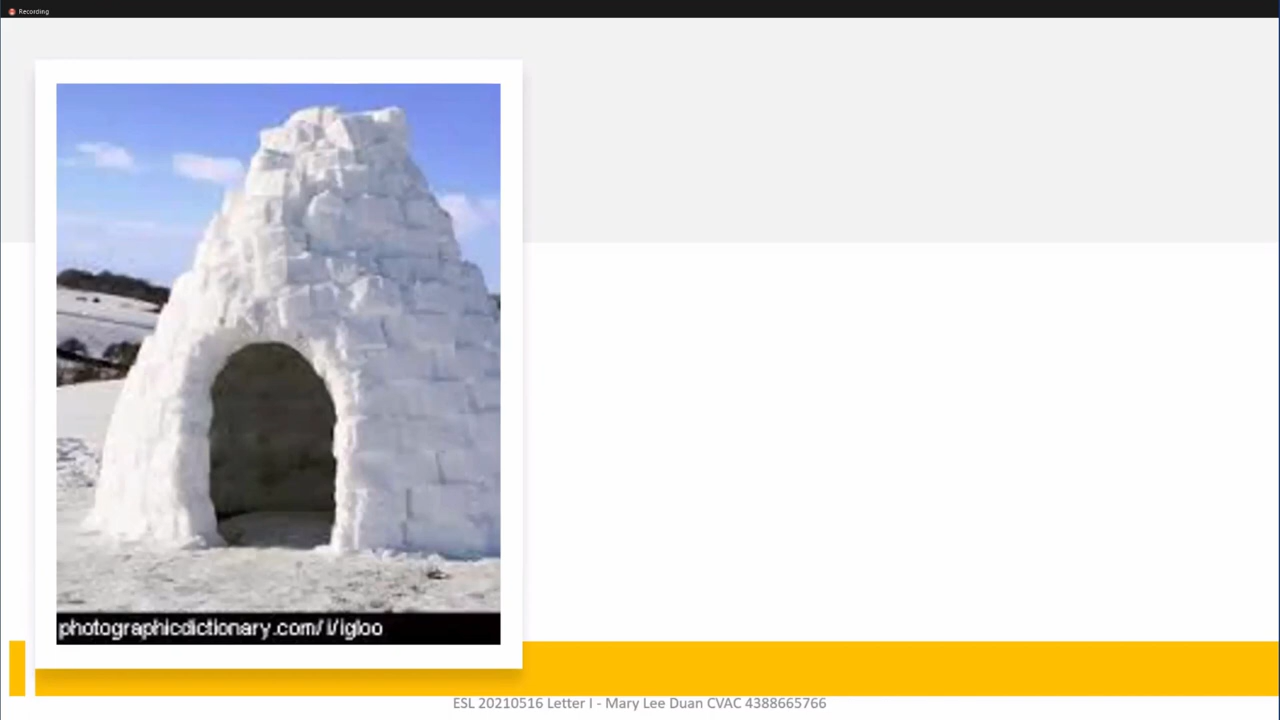 Recording
photographicdictionary.com/i/igloo
ESL 20210516 Letter I - Mary Lee Duan CVAC 4388665766